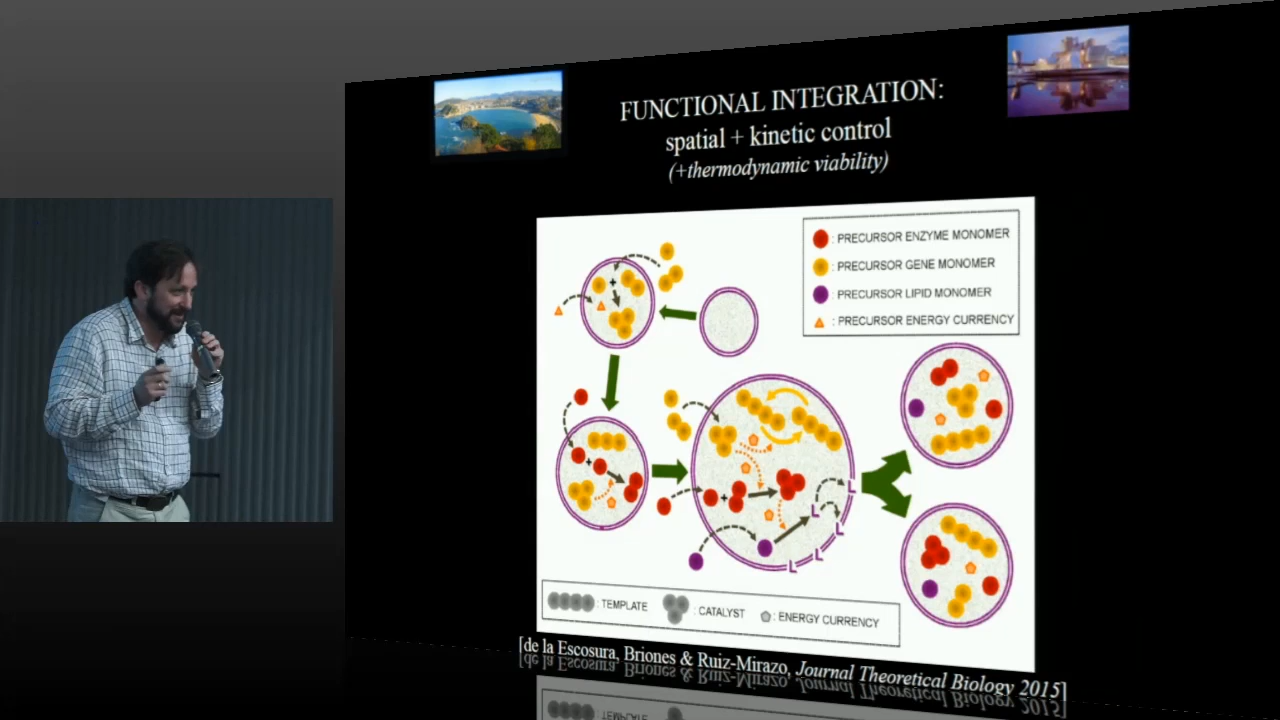 FUNCTIONAL INTEGRATION:
spatial + kinetic control
(+thermodynamic viability)
: PRECURSOR ENZYME MONOMER
: PRECURSOR GENE MONOMER
: PRECURSOR LIPID MONOMER
: PRECURSOR ENERGY CURRENCY
+
+
+
L
L
L
L
L
: TEMPLATE
: CATALYST
: ENERGY CURRENCY
[de la Escosura, Briones & Ruiz-Mirazo, Journal Theoretical Biology 2015]